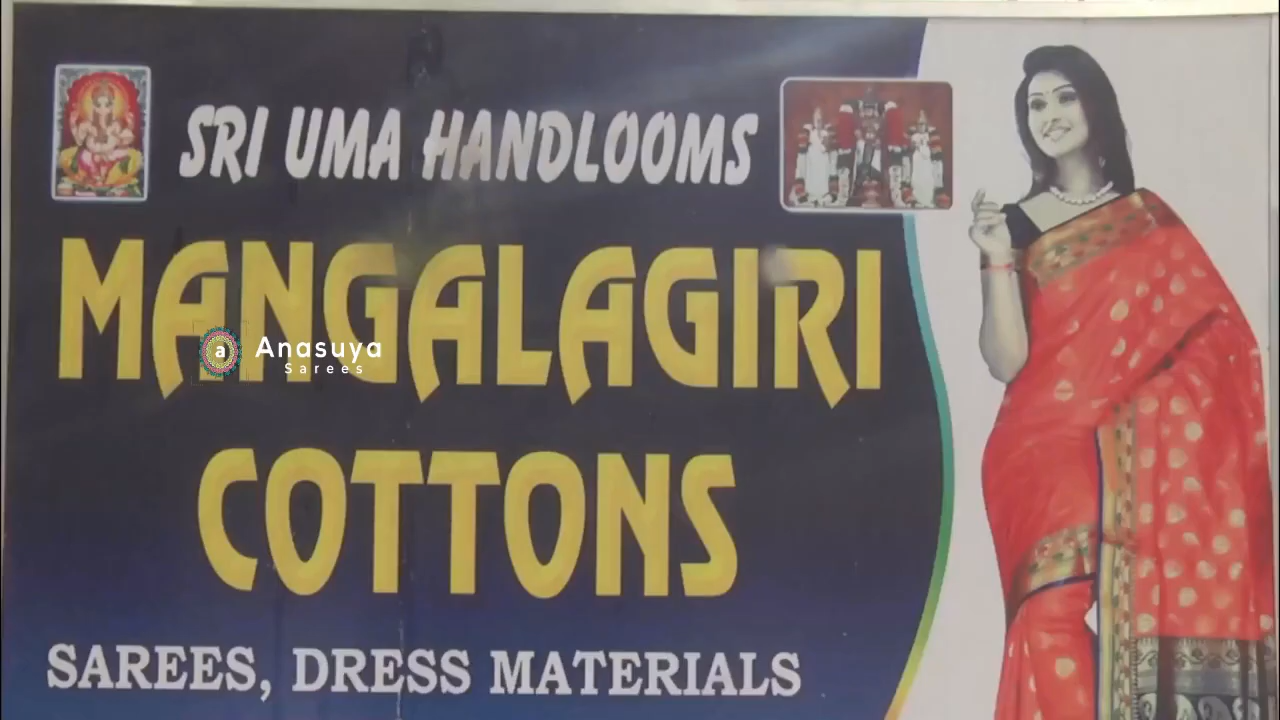 SRI UMA HANDLOOMS
MANGALAGIRI
a Anasuya
Sarees
COTTONS
SAREES, DRESS MATERIALS